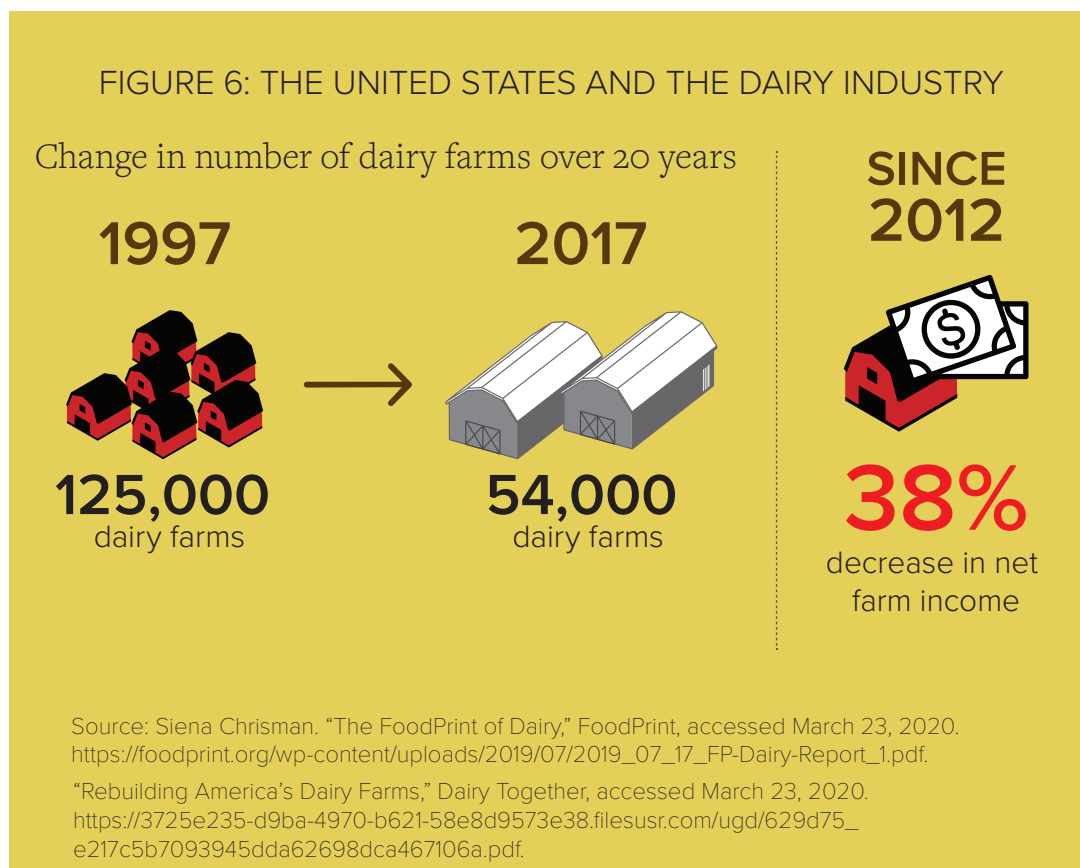 FIGURE 6: THE UNITED STATES AND THE DAIRY INDUSTRY
Change in number of dairy farms over 20 years
1997
125,000
dairy farms
2017
54,000
dairy farms
SINCE
2012
$
38%
decrease in net
farm income
Source: Siena Chrisman. “The FoodPrint of Dairy,” FoodPrint, accessed March 23, 2020.
https://foodprint.org/wp-content/uploads/2019/07/2019_07_17_FP-Dairy-Report_1.pdf.
“Rebuilding America’s Dairy Farms,” Dairy Together, accessed March 23, 2020.
https://3725e235-d9ba-4970-b621-58e8d9573e38.filesusr.com/ugd/629d75_
e217c5b7093945dda62698dca467106a.pdf.